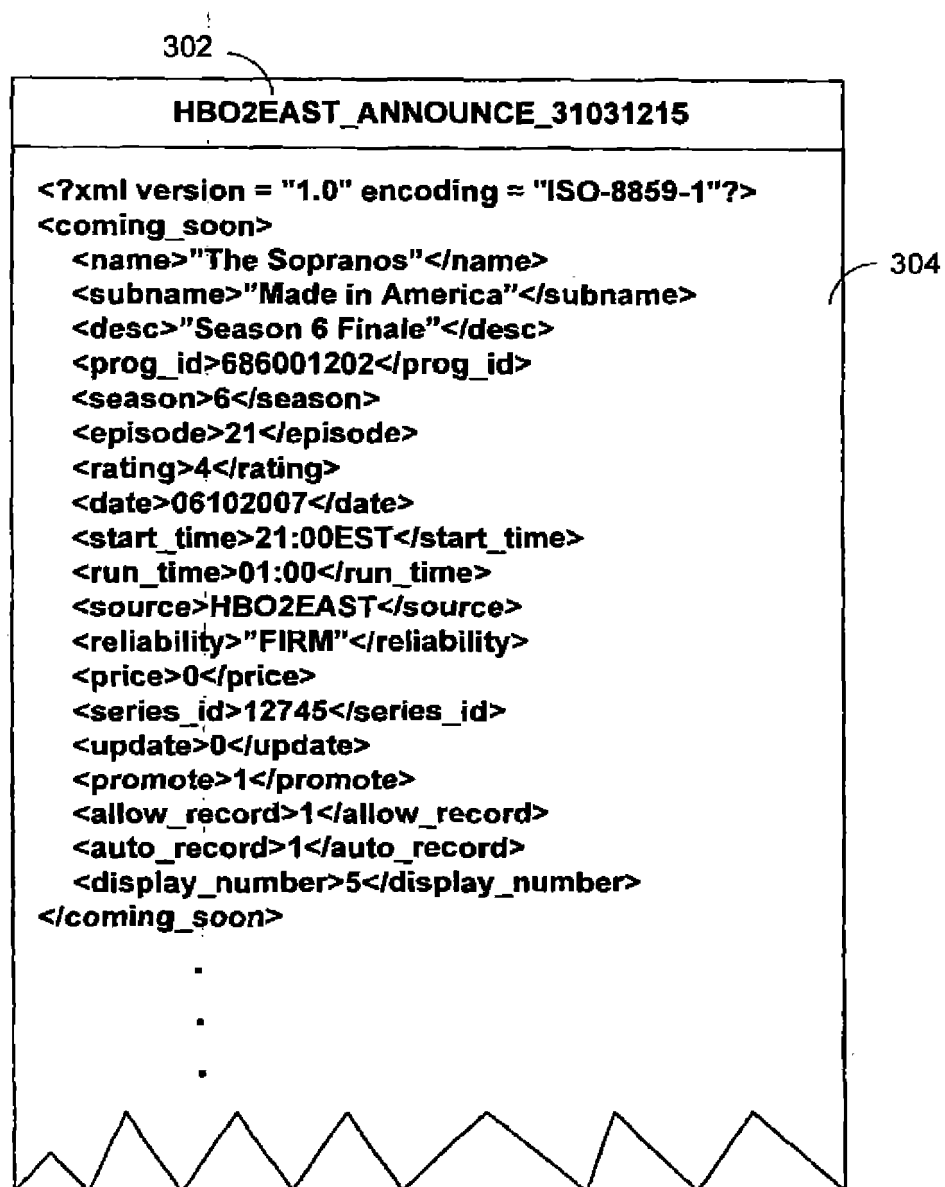 302
HBO2EAST_ANNOUNCE_31031215
<?xml version = "1.0" encoding = "ISO-8859-1"?>
<coming_soon>
<name>"The Sopranos"</name>
<subname>"Made in America"</subname>
<desc>"Season 6 Finale"</desc>
<prog_id>686001202</prog_id>
<season>6</season>
<episode>21</episode>
<rating>4</rating>
<date>06102007</date>
<start_time>21:00EST</start_time>
<run_time>01:00</run_time>
<source>HBO2EAST</source>
<reliability>"FIRM"</reliability>
<price>0</price>
<series_id>12745</series_id>
<update>0</update>
<promote>1</promote>
<allow_record>1</allow_record>
<auto_record>1</auto_record>
<display_number>5</display_number>
</coming_soon>
.
.
.
304